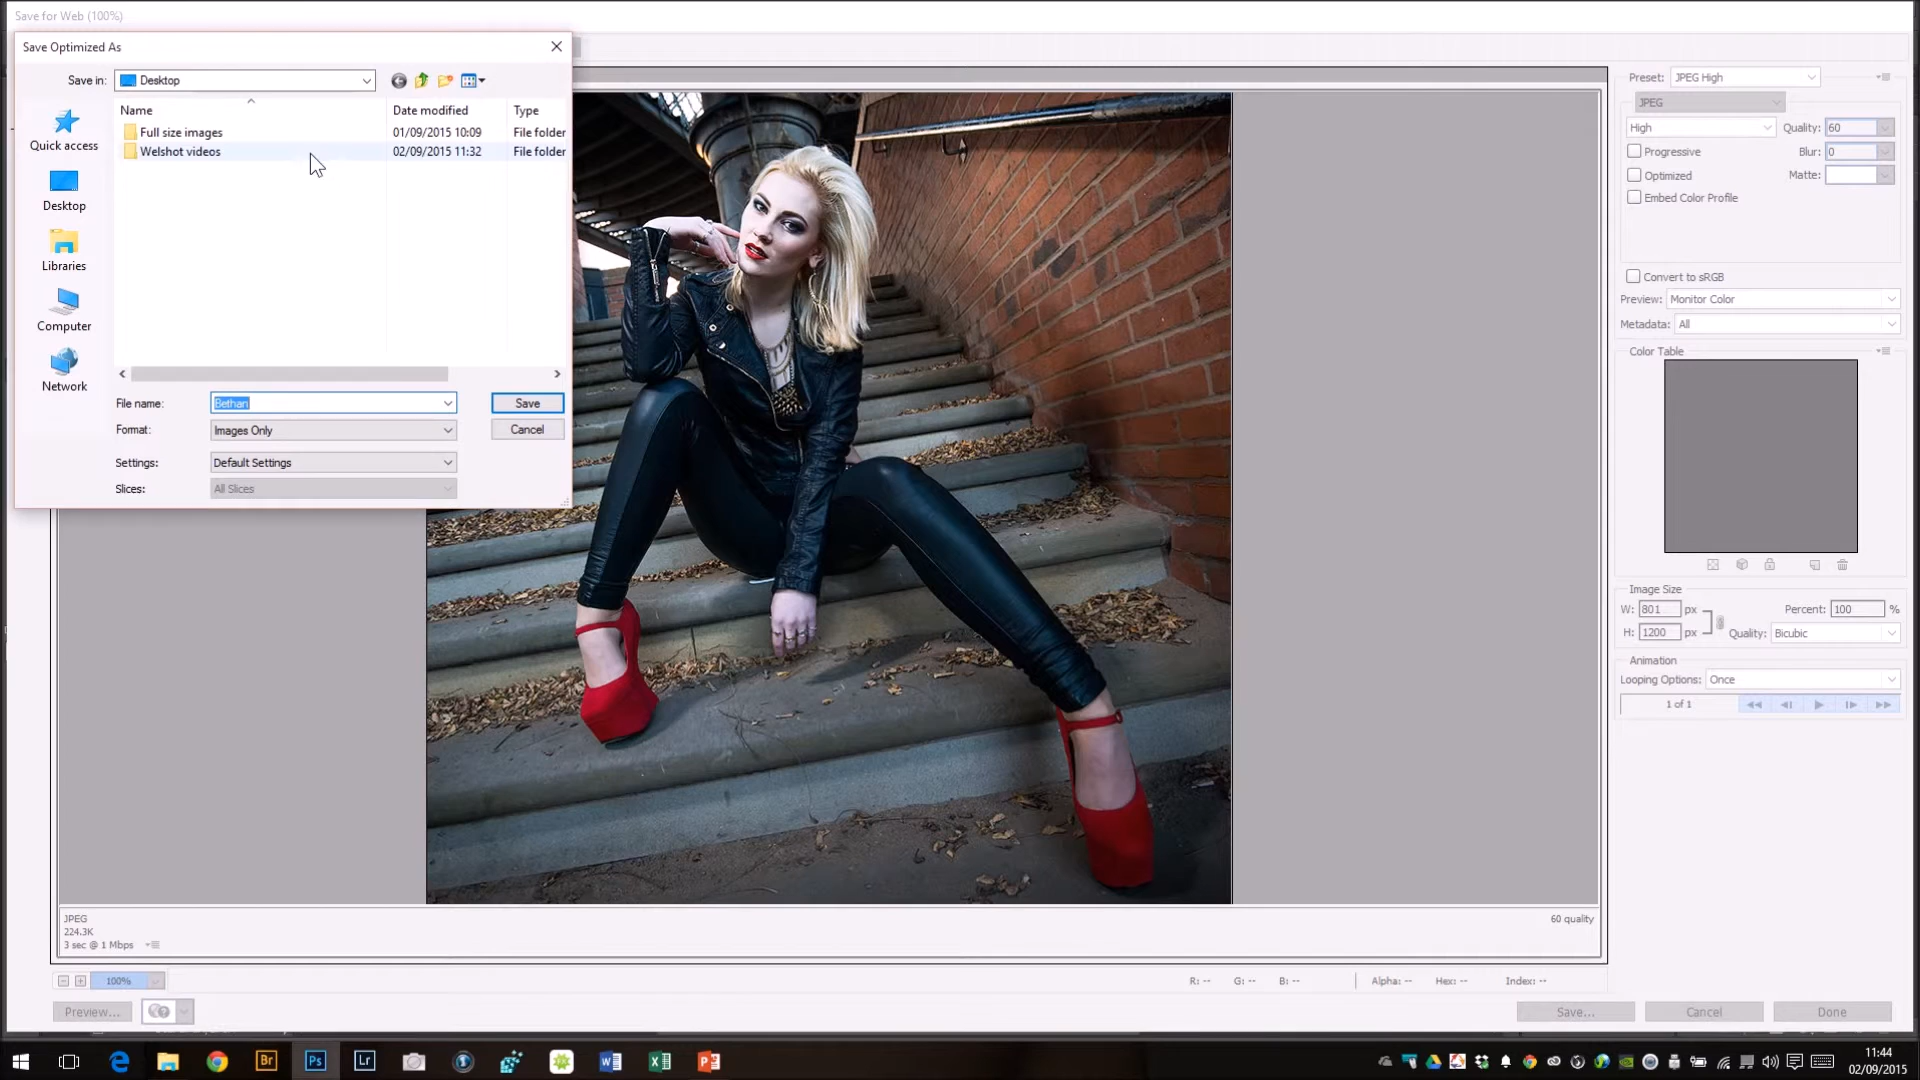 Save for Web (100%)
Save Optimized As
Save in: Desktop
Name Date modified Type
Full size images 01/09/2015 10:09 File folder
Welshot videos 02/09/2015 11:32 File folder
Quick access
Desktop
Libraries
Computer
Network
File name: Bethan Save
Format: Images Only Cancel
Settings: Default Settings
Slices: All Slices
Preset: JPEG High
JPEG
High Quality: 60
Progressive Blur: 0
Optimized Matte:
Embed Color Profile
Convert to sRGB
Preview: Monitor Color
Metadata: All
Color Table
Image Size
W: 801 px Percent: 100 %
H: 1200 px Quality: Bicubic
Animation
Looping Options: Once
1 of 1
JPEG 60 quality
224.3K
3 sec @ 1 Mbps
100% R: -- G: -- B: -- Alpha: -- Hex: -- Index: --
Preview... Save... Cancel Done
Br Ps Lr
11:44
02/09/2015